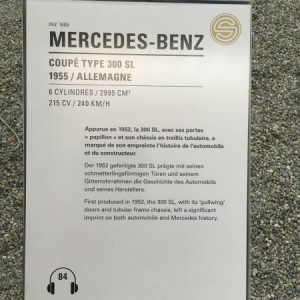 INV. 1689
MERCEDES-BENZ
COUPÉ TYPE 300 SL
1955 / ALLEMAGNE
6 CYLINDRES / 2995 CM³
215 CV / 240 KM/H
Apparue en 1952, la 300 SL, avec ses portes
« papillon » et son châssis en treillis tubulaire, a
marqué de son empreinte l'histoire de l'automobile
et du constructeur.
Der 1952 gefertigte 300 SL prägte mit seinen
schmetterlingsförmigen Türen und seinem
Gitterrohrrahmen die Geschichte des Automobils
und seines Herstellers.
First produced in 1952, the 300 SL, with its 'gullwing'
doors and tubular frame chassis, left a significant
imprint on both automobile and Mercedes history.
84